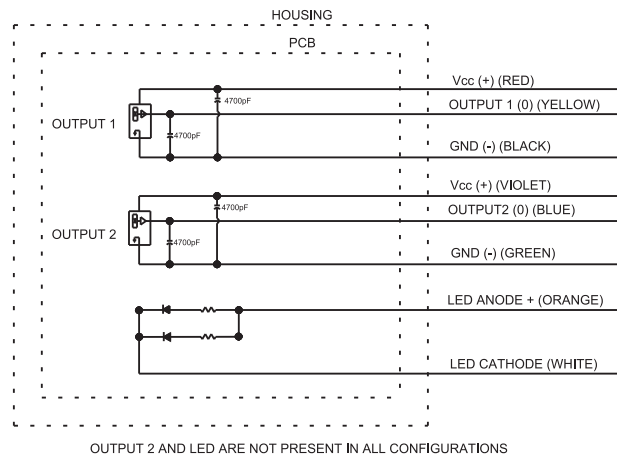 HOUSING
PCB
Vcc (+) (RED)
4700pF
OUTPUT 1 (0) (YELLOW)
OUTPUT 1
4700pF
GND (-) (BLACK)
Vcc (+) (VIOLET)
4700pF
OUTPUT2 (0) (BLUE)
OUTPUT 2
4700pF
GND (-) (GREEN)
LED ANODE + (ORANGE)
LED CATHODE (WHITE)
OUTPUT 2 AND LED ARE NOT PRESENT IN ALL CONFIGURATIONS